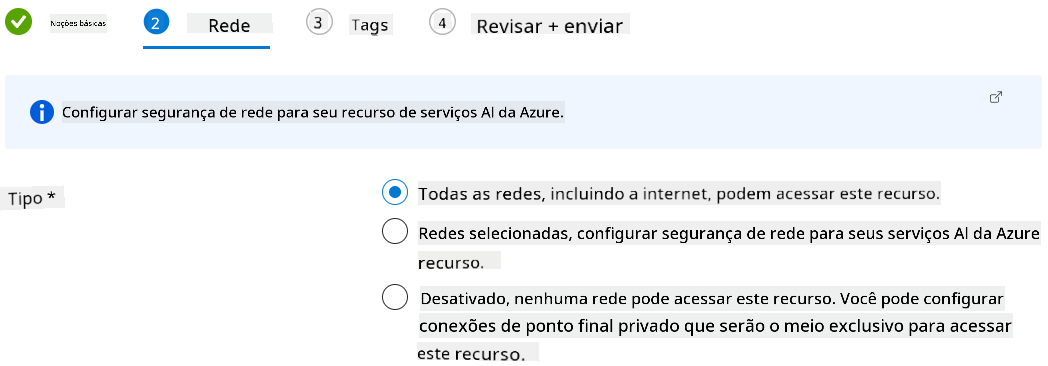 Noções básicas 2 Rede 3 Tags 4 Revisar + enviar
Configurar segurança de rede para seu recurso de serviços AI da Azure.
Tipo *
Todas as redes, incluindo a internet, podem acessar este recurso.
Redes selecionadas, configurar segurança de rede para seus serviços AI da Azure
recurso.
Desativado, nenhuma rede pode acessar este recurso. Você pode configurar
conexões de ponto final privado que serão o meio exclusivo para acessar
este recurso.